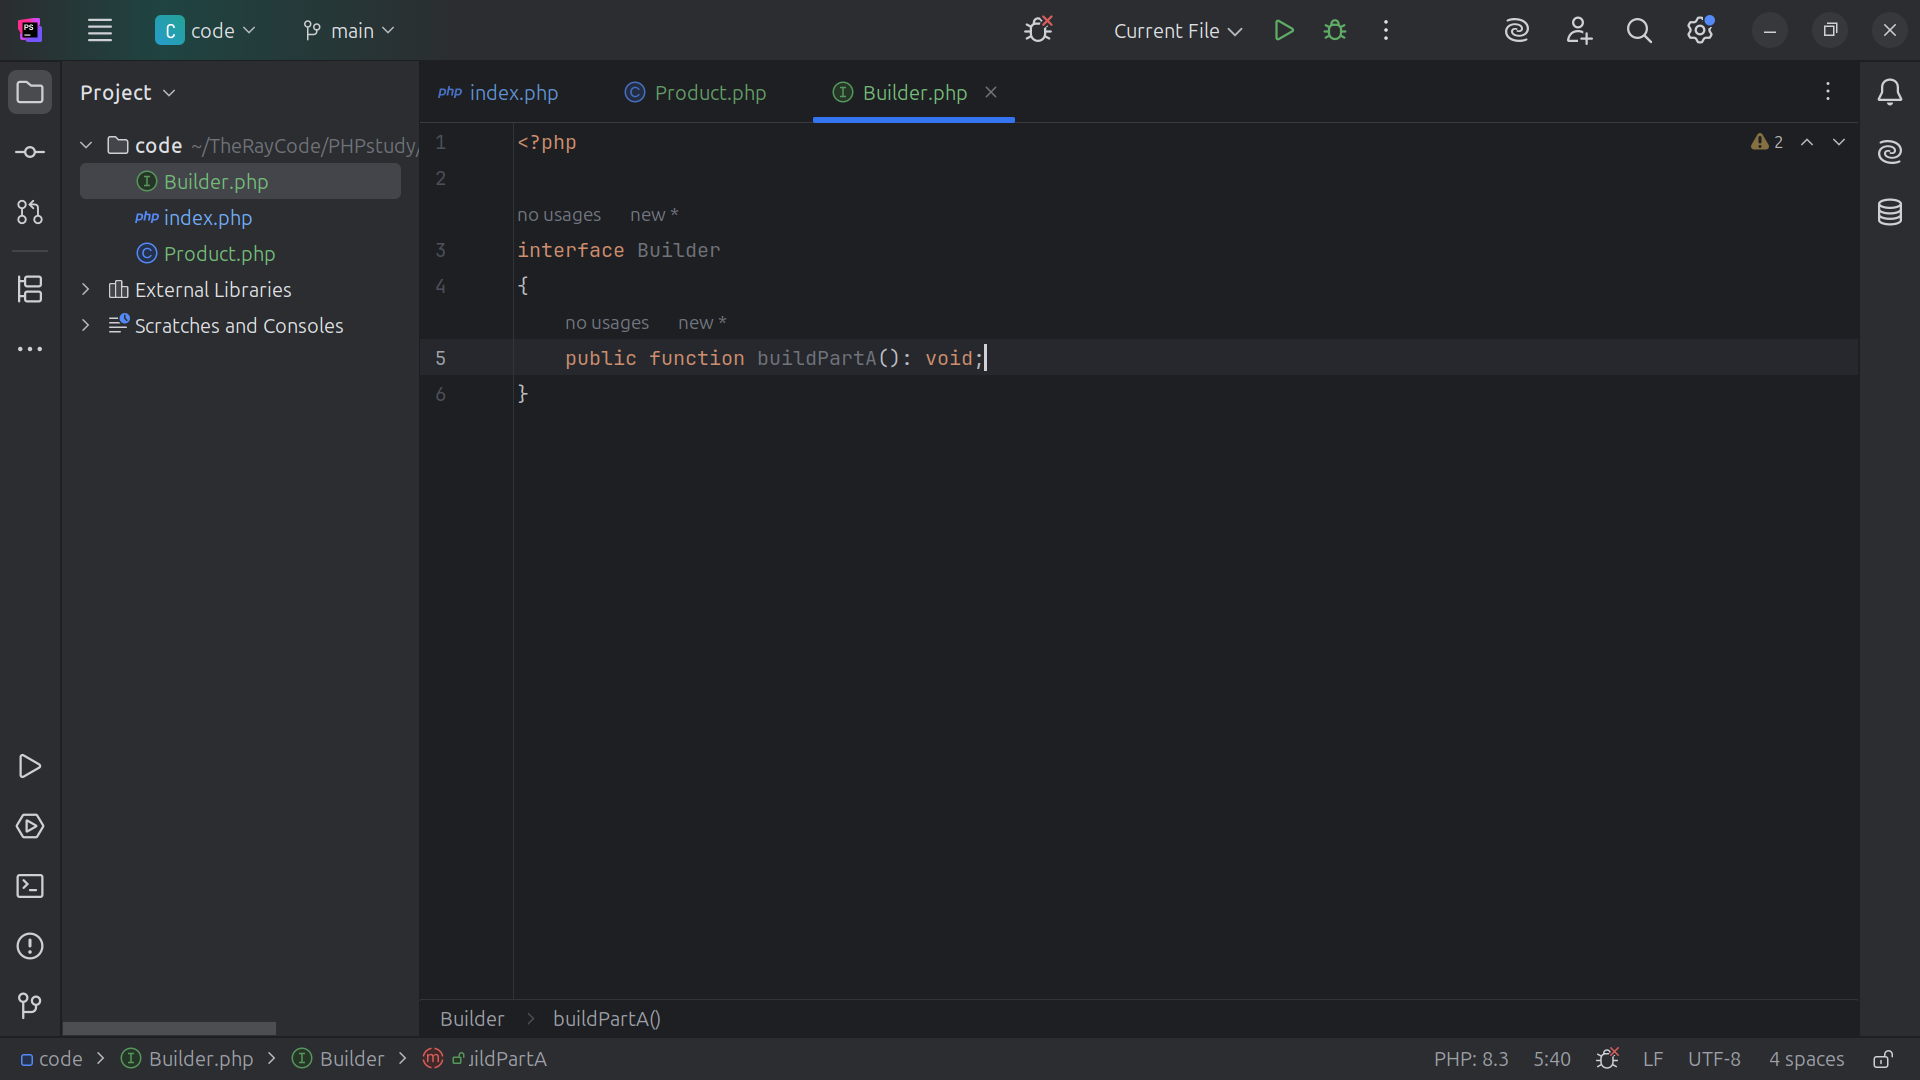 PS
C code main Current File
Project
index.php Product.php Builder.php
code ~/TheRayCode/PHPstudy/
Builder.php
php index.php
Product.php
External Libraries
Scratches and Consoles
1 <?php
2
no usages new *
3 interface Builder
4 {
no usages new *
5 public function buildPartA(): void;
6 }
2
Builder > buildPartA()
code > Builder.php > Builder > ildPartA
PHP: 8.3 5:40 LF UTF-8 4 spaces